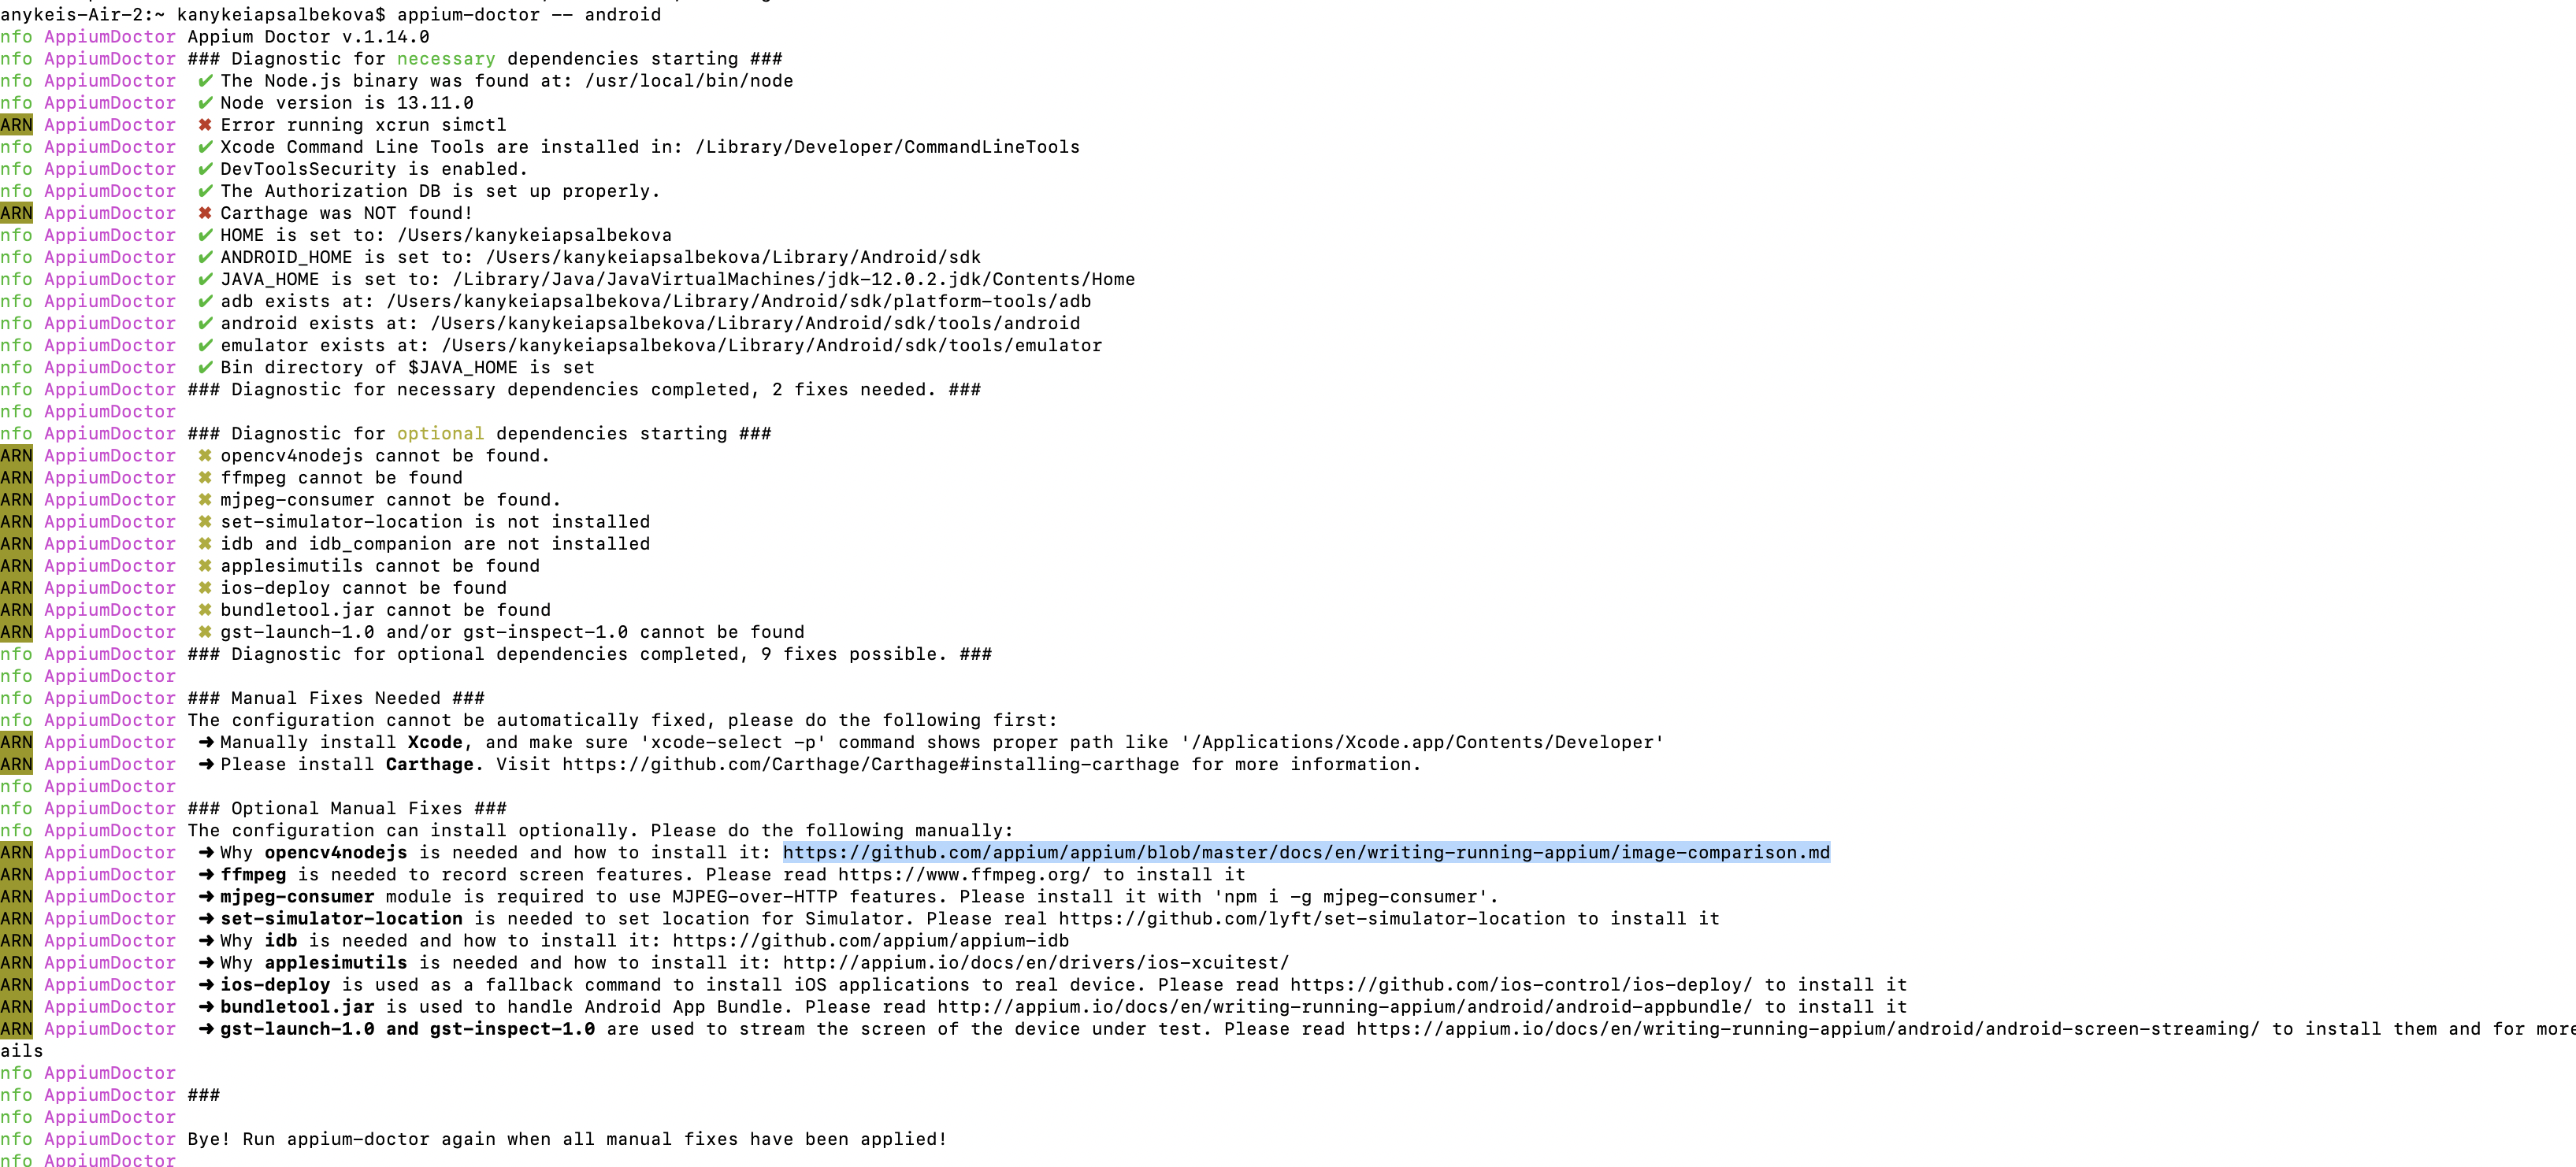 anykeis-Air-2:~ kanykeiapsalbekova$ appium-doctor -- android
nfo AppiumDoctor Appium Doctor v.1.14.0
nfo AppiumDoctor ### Diagnostic for necessary dependencies starting ###
nfo AppiumDoctor  ✔ The Node.js binary was found at: /usr/local/bin/node
nfo AppiumDoctor  ✔ Node version is 13.11.0
ARN AppiumDoctor  ✖ Error running xcrun simctl
nfo AppiumDoctor  ✔ Xcode Command Line Tools are installed in: /Library/Developer/CommandLineTools
nfo AppiumDoctor  ✔ DevToolsSecurity is enabled.
nfo AppiumDoctor  ✔ The Authorization DB is set up properly.
ARN AppiumDoctor  ✖ Carthage was NOT found!
nfo AppiumDoctor  ✔ HOME is set to: /Users/kanykeiapsalbekova
nfo AppiumDoctor  ✔ ANDROID_HOME is set to: /Users/kanykeiapsalbekova/Library/Android/sdk
nfo AppiumDoctor  ✔ JAVA_HOME is set to: /Library/Java/JavaVirtualMachines/jdk-12.0.2.jdk/Contents/Home
nfo AppiumDoctor  ✔ adb exists at: /Users/kanykeiapsalbekova/Library/Android/sdk/platform-tools/adb
nfo AppiumDoctor  ✔ android exists at: /Users/kanykeiapsalbekova/Library/Android/sdk/tools/android
nfo AppiumDoctor  ✔ emulator exists at: /Users/kanykeiapsalbekova/Library/Android/sdk/tools/emulator
nfo AppiumDoctor  ✔ Bin directory of $JAVA_HOME is set
nfo AppiumDoctor ### Diagnostic for necessary dependencies completed, 2 fixes needed. ###
nfo AppiumDoctor
nfo AppiumDoctor ### Diagnostic for optional dependencies starting ###
ARN AppiumDoctor  ✖ opencv4nodejs cannot be found.
ARN AppiumDoctor  ✖ ffmpeg cannot be found
ARN AppiumDoctor  ✖ mjpeg-consumer cannot be found.
ARN AppiumDoctor  ✖ set-simulator-location is not installed
ARN AppiumDoctor  ✖ idb and idb_companion are not installed
ARN AppiumDoctor  ✖ applesimutils cannot be found
ARN AppiumDoctor  ✖ ios-deploy cannot be found
ARN AppiumDoctor  ✖ bundletool.jar cannot be found
ARN AppiumDoctor  ✖ gst-launch-1.0 and/or gst-inspect-1.0 cannot be found
nfo AppiumDoctor ### Diagnostic for optional dependencies completed, 9 fixes possible. ###
nfo AppiumDoctor
nfo AppiumDoctor ### Manual Fixes Needed ###
nfo AppiumDoctor The configuration cannot be automatically fixed, please do the following first:
ARN AppiumDoctor  ➜ Manually install Xcode, and make sure 'xcode-select -p' command shows proper path like '/Applications/Xcode.app/Contents/Developer'
ARN AppiumDoctor  ➜ Please install Carthage. Visit https://github.com/Carthage/Carthage#installing-carthage for more information.
nfo AppiumDoctor
nfo AppiumDoctor ### Optional Manual Fixes ###
nfo AppiumDoctor The configuration can install optionally. Please do the following manually:
ARN AppiumDoctor  ➜ Why opencv4nodejs is needed and how to install it: https://github.com/appium/appium/blob/master/docs/en/writing-running-appium/image-comparison.md
ARN AppiumDoctor  ➜ ffmpeg is needed to record screen features. Please read https://www.ffmpeg.org/ to install it
ARN AppiumDoctor  ➜ mjpeg-consumer module is required to use MJPEG-over-HTTP features. Please install it with 'npm i -g mjpeg-consumer'.
ARN AppiumDoctor  ➜ set-simulator-location is needed to set location for Simulator. Please real https://github.com/lyft/set-simulator-location to install it
ARN AppiumDoctor  ➜ Why idb is needed and how to install it: https://github.com/appium/appium-idb
ARN AppiumDoctor  ➜ Why applesimutils is needed and how to install it: http://appium.io/docs/en/drivers/ios-xcuitest/
ARN AppiumDoctor  ➜ ios-deploy is used as a fallback command to install iOS applications to real device. Please read https://github.com/ios-control/ios-deploy/ to install it
ARN AppiumDoctor  ➜ bundletool.jar is used to handle Android App Bundle. Please read http://appium.io/docs/en/writing-running-appium/android/android-appbundle/ to install it
ARN AppiumDoctor  ➜ gst-launch-1.0 and gst-inspect-1.0 are used to stream the screen of the device under test. Please read https://appium.io/docs/en/writing-running-appium/android/android-screen-streaming/ to install them and for more
ails
nfo AppiumDoctor
nfo AppiumDoctor ###
nfo AppiumDoctor
nfo AppiumDoctor Bye! Run appium-doctor again when all manual fixes have been applied!
nfo AppiumDoctor